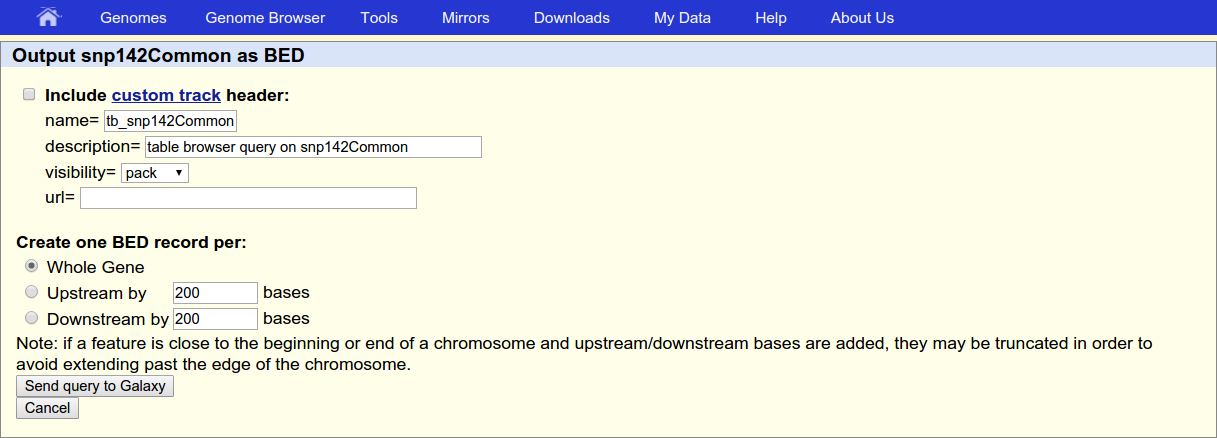 Genomes Genome Browser Tools Mirrors Downloads My Data Help About Us
Output snp142Common as BED
Include custom track header:
name= tb_snp142Common
description= table browser query on snp142Common
visibility= pack
url=
Create one BED record per:
Whole Gene
Upstream by 200 bases
Downstream by 200 bases
Note: if a feature is close to the beginning or end of a chromosome and upstream/downstream bases are added, they may be truncated in order to
avoid extending past the edge of the chromosome.
Send query to Galaxy
Cancel